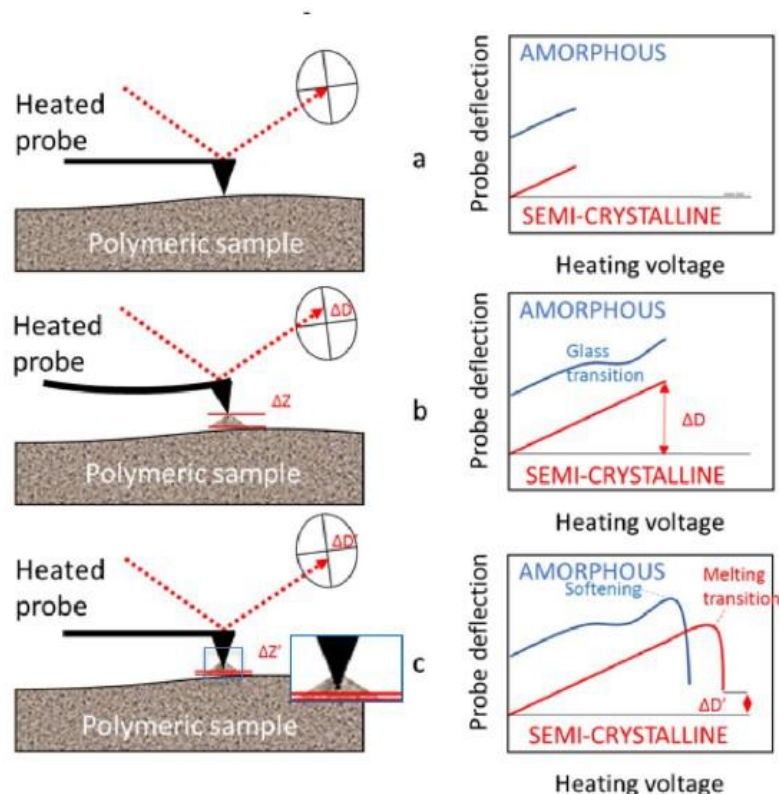 Heated
probe
Polymeric sample
a
AMORPHOUS
Probe deflection
SEMI-CRYSTALLINE
Heating voltage
Heated
probe
ΔD
ΔZ
Polymeric sample
b
AMORPHOUS
Glass
transition
Probe deflection
ΔD
SEMI-CRYSTALLINE
Heating voltage
Heated
probe
ΔD'
ΔZ'
Polymeric sample
c
AMORPHOUS
Softening
Melting
transition
Probe deflection
ΔD'
SEMI-CRYSTALLINE
Heating voltage